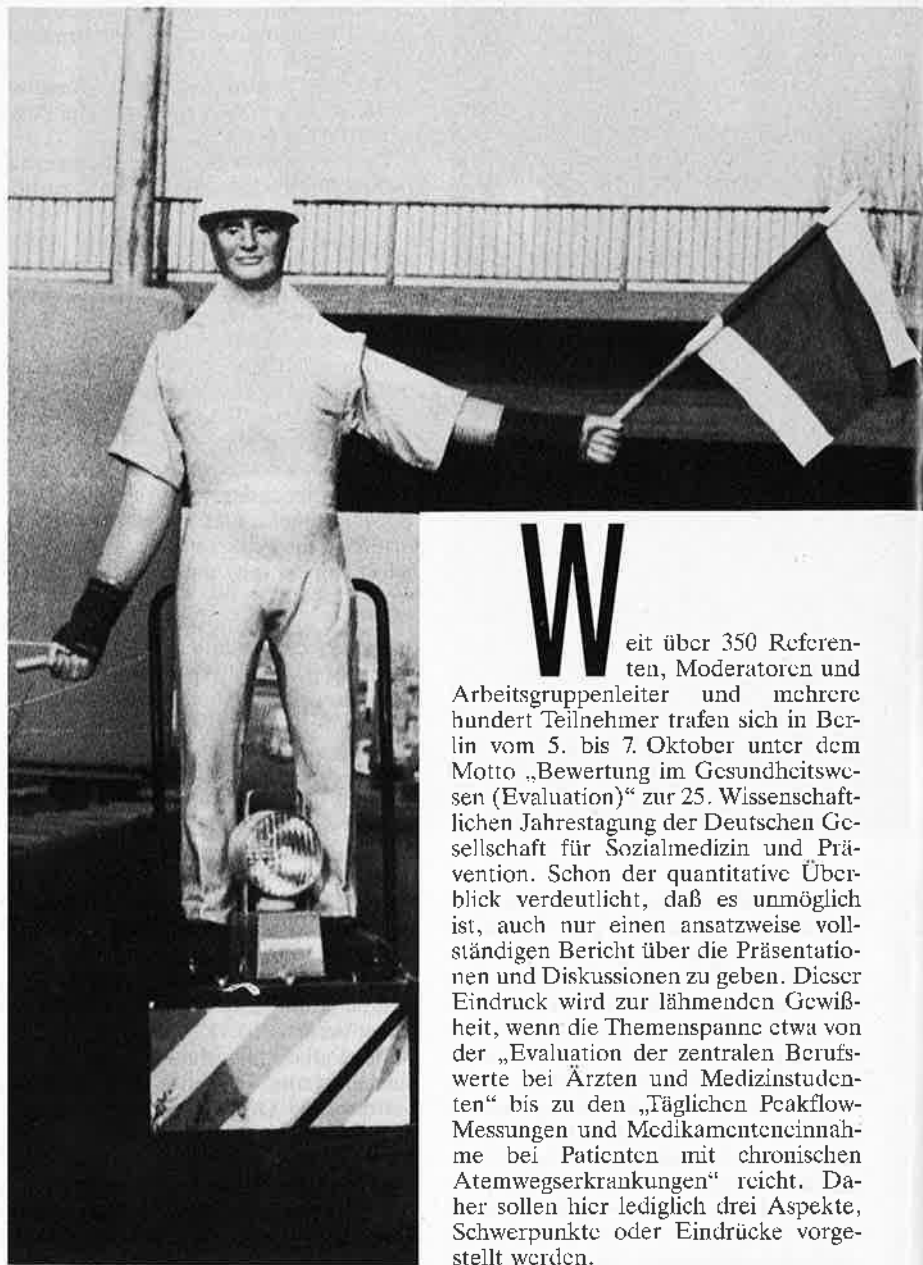 Weit über 350 Referen-
ten, Moderatoren und
Arbeitsgruppenleiter und mehrere
hundert Teilnehmer trafen sich in Ber-
lin vom 5. bis 7. Oktober unter dem
Motto „Bewertung im Gesundheitswe-
sen (Evaluation)“ zur 25. Wissenschaft-
lichen Jahrestagung der Deutschen Ge-
sellschaft für Sozialmedizin und Prä-
vention. Schon der quantitative Über-
blick verdeutlicht, daß es unmöglich
ist, auch nur einen ansatzweise voll-
ständigen Bericht über die Präsentatio-
nen und Diskussionen zu geben. Dieser
Eindruck wird zur lähmenden Gewiß-
heit, wenn die Themenspanne etwa von
der „Evaluation der zentralen Berufs-
werte bei Ärzten und Medizinstuden-
ten“ bis zu den „Täglichen Peakflow-
Messungen und Medikamenteneinnah-
me bei Patienten mit chronischen
Atemwegserkrankungen“ reicht. Da-
her sollen hier lediglich drei Aspekte,
Schwerpunkte oder Eindrücke vorge-
stellt werden.